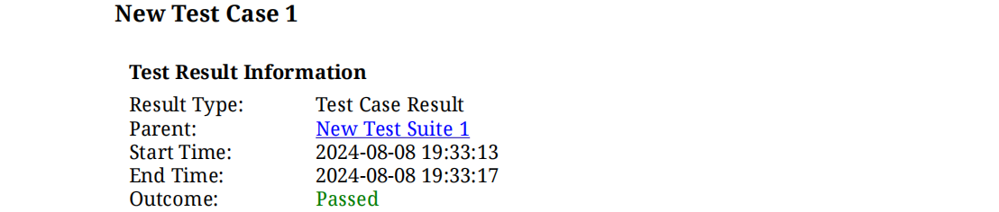 New Test Case 1
Test Result Information
Result Type: Test Case Result
Parent: New Test Suite 1
Start Time: 2024-08-08 19:33:13
End Time: 2024-08-08 19:33:17
Outcome: Passed